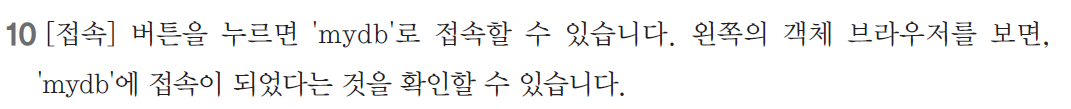 10 [접속] 버튼을 누르면 'mydb'로 접속할 수 있습니다. 왼쪽의 객체 브라우저를 보면,
'mydb'에 접속이 되었다는 것을 확인할 수 있습니다.